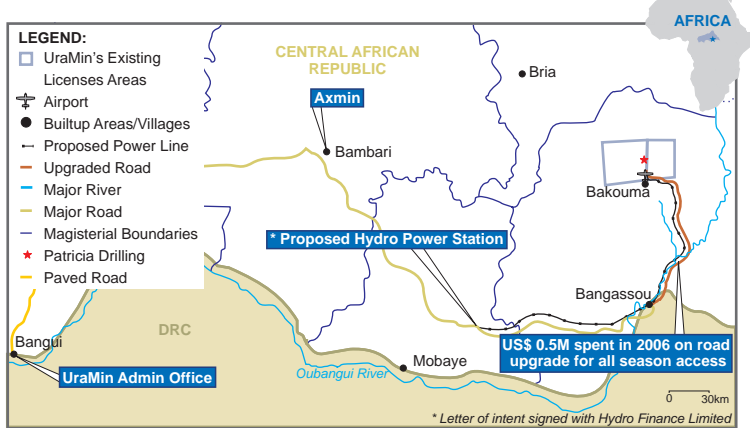 AFRICA
LEGEND:
UraMin's Existing
Licenses Areas
Airport
Builtup Areas/Villages
Proposed Power Line
Upgraded Road
Major River
Major Road
Magisterial Boundaries
Patricia Drilling
Paved Road
CENTRAL AFRICAN
REPUBLIC
Bria
Axmin
Bambari
Bakouma
* Proposed Hydro Power Station
Bangassou
DRC
Bangui
UraMin Admin Office
Mobaye
Oubangui River
US$ 0.5M spent in 2006 on road
upgrade for all season access
0 30km
* Letter of intent signed with Hydro Finance Limited